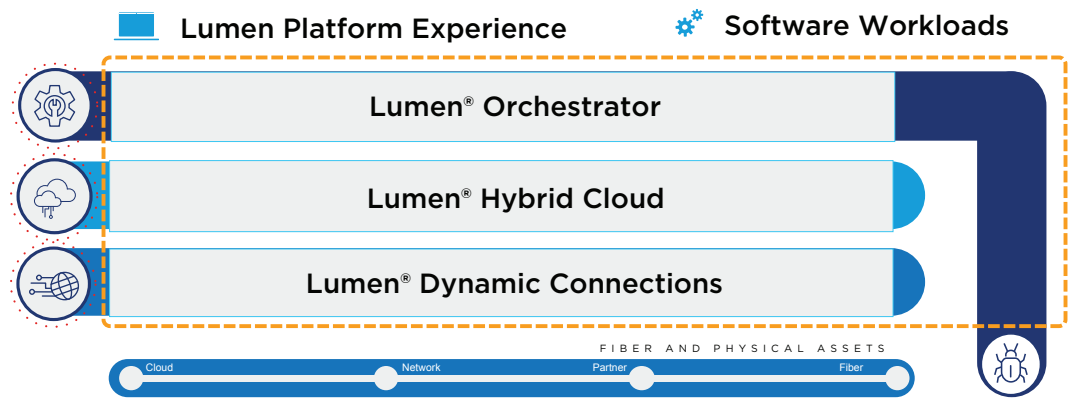 Lumen Platform Experience
Software Workloads
Lumen® Orchestrator
Lumen® Hybrid Cloud
Lumen® Dynamic Connections
FIBER AND PHYSICAL ASSETS
Cloud Network Partner Fiber